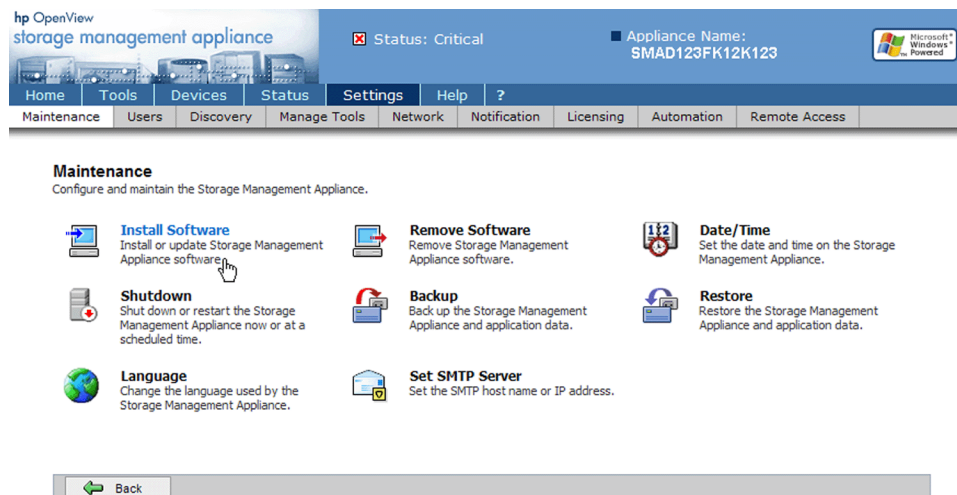 hp OpenView
storage management appliance
Status: Critical
Appliance Name:
SMAD123FK12K123
Microsoft®
Windows®
Powered
Home Tools Devices Status Settings Help ?
Maintenance Users Discovery Manage Tools Network Notification Licensing Automation Remote Access
Maintenance
Configure and maintain the Storage Management Appliance.
Install Software
Install or update Storage Management
Appliance software.
Remove Software
Remove Storage Management
Appliance software.
Date/Time
Set the date and time on the Storage
Management Appliance.
Shutdown
Shut down or restart the Storage
Management Appliance now or at a
scheduled time.
Backup
Back up the Storage Management
Appliance and application data.
Restore
Restore the Storage Management
Appliance and application data.
Language
Change the language used by the
Storage Management Appliance.
Set SMTP Server
Set the SMTP host name or IP address.
Back